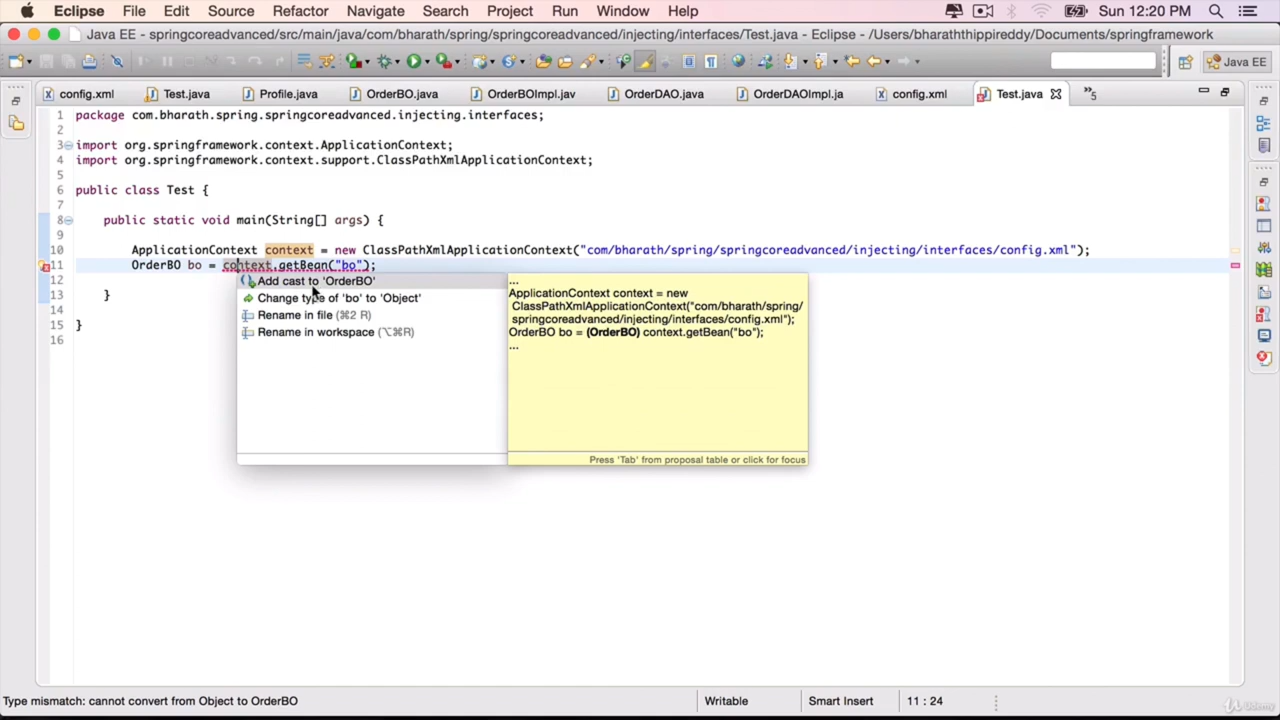 Eclipse File Edit Source Refactor Navigate Search Project Run Window Help Sun 12:20 PM
Java EE - springcoreadvanced/src/main/java/com/bharath/spring/springcoreadvanced/injecting/interfaces/Test.java - Eclipse - /Users/bharaththippireddy/Documents/springframework
Java EE
config.xml Test.java Profile.java OrderBO.java OrderBOImpl.jav OrderDAO.java OrderDAOImpl.ja config.xml Test.java »5
1 package com.bharath.spring.springcoreadvanced.injecting.interfaces;
2
3 import org.springframework.context.ApplicationContext;
4 import org.springframework.context.support.ClassPathXmlApplicationContext;
5
6 public class Test {
7
8 public static void main(String[] args) {
9
10 ApplicationContext context = new ClassPathXmlApplicationContext("com/bharath/spring/springcoreadvanced/injecting/interfaces/config.xml");
11 OrderBO bo = context.getBean("bo");
12
13 }
14
15 }
16
Add cast to 'OrderBO'
Change type of 'bo' to 'Object'
Rename in file (⌘2 R)
Rename in workspace (⌥⌘R)
...
ApplicationContext context = new
ClassPathXmlApplicationContext("com/bharath/spring/
springcoreadvanced/injecting/interfaces/config.xml");
OrderBO bo = (OrderBO) context.getBean("bo");
...
Press 'Tab' from proposal table or click for focus
Type mismatch: cannot convert from Object to OrderBO Writable Smart Insert 11 : 24
Udemy